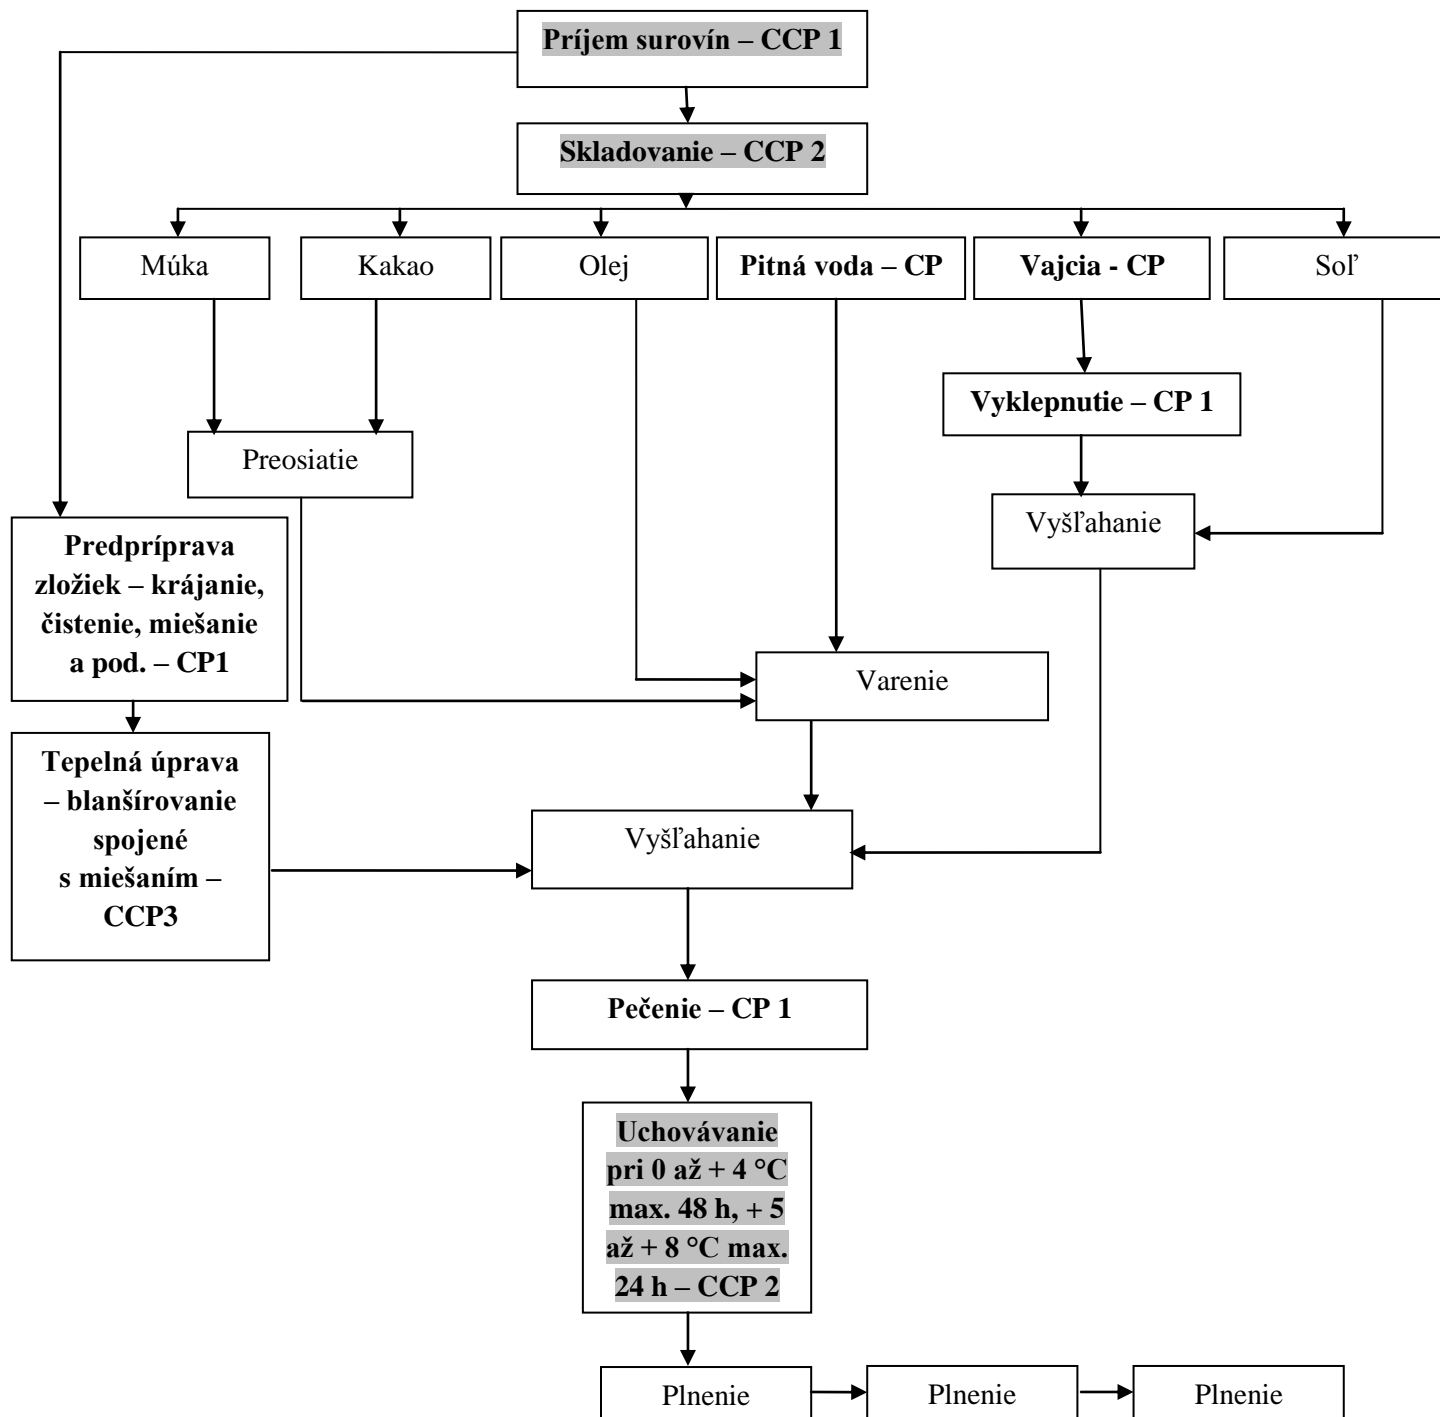 Príjem surovín – CCP 1
Skladovanie – CCP 2
Múka
Kakao
Olej
Pitná voda – CP
Vajcia - CP
Soľ
Vyklepnutie – CP 1
Preosiatie
Vyšľahanie
Predpríprava
zložiek – krájanie,
čistenie, miešanie
a pod. – CP1
Varenie
Tepelná úprava
– blanšírovanie
spojené
s miešaním –
CCP3
Vyšľahanie
Pečenie – CP 1
Uchovávanie
pri 0 až + 4 °C
max. 48 h, + 5
až + 8 °C max.
24 h – CCP 2
Plnenie
Plnenie
Plnenie